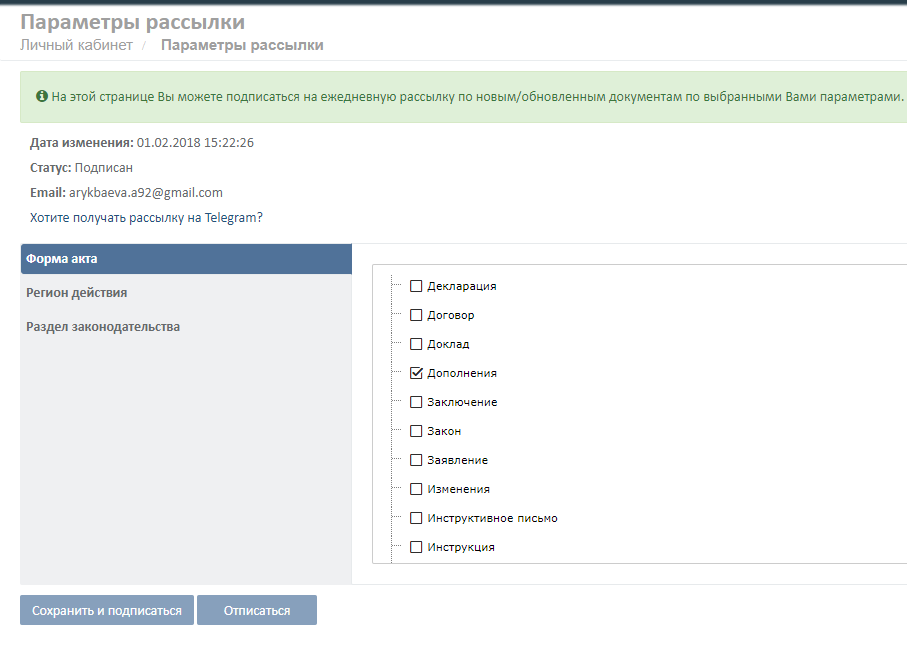 Параметры рассылки
Личный кабинет / Параметры рассылки
На этой странице Вы можете подписаться на ежедневную рассылку по новым/обновленным документам по выбранными Вами параметрами.
Дата изменения: 01.02.2018 15:22:26
Статус: Подписан
Email: arykbaeva.a92@gmail.com
Хотите получать рассылку на Telegram?
Форма акта
Регион действия
Раздел законодательства
Декларация
Договор
Доклад
Дополнения
Заключение
Закон
Заявление
Изменения
Инструктивное письмо
Инструкция
Сохранить и подписаться
Отписаться